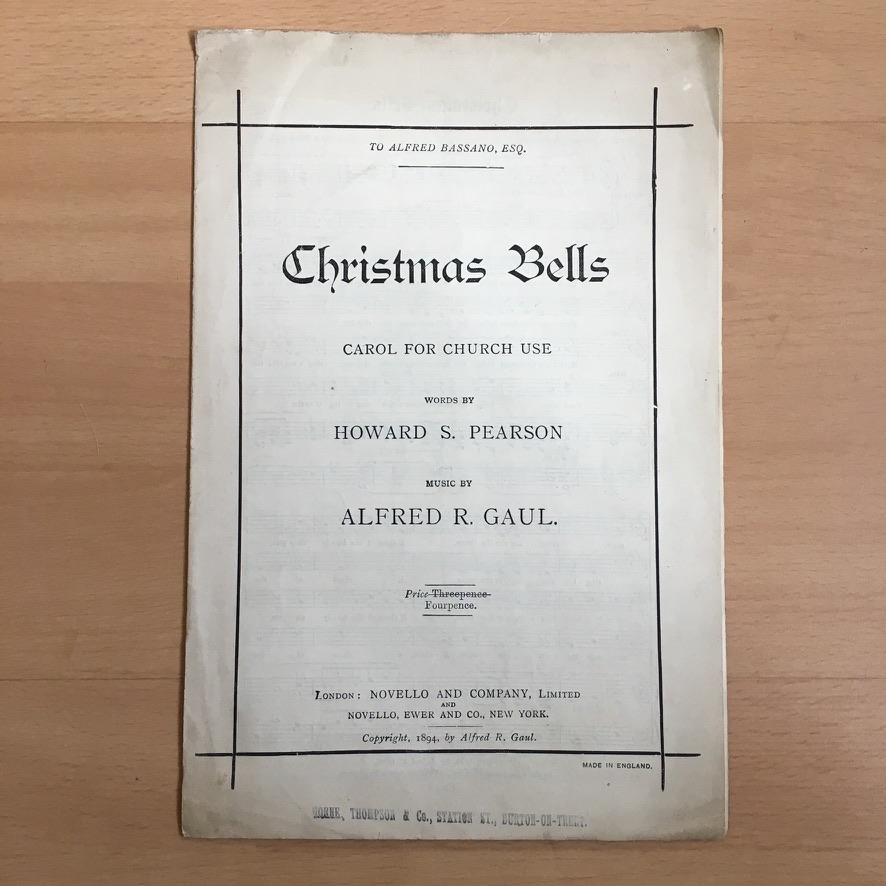 TO ALFRED BASSANO, ESQ.
Christmas Bells
CAROL FOR CHURCH USE
WORDS BY
HOWARD S. PEARSON
MUSIC BY
ALFRED R. GAUL.
Price Threepence
Fourpence.
LONDON: NOVELLO AND COMPANY, LIMITED
AND
NOVELLO, EWER AND CO., NEW YORK.
Copyright, 1894, by Alfred R. Gaul.
MADE IN ENGLAND.
THOMPSON & Co., STATION ST., BURTON-ON-TRENT.